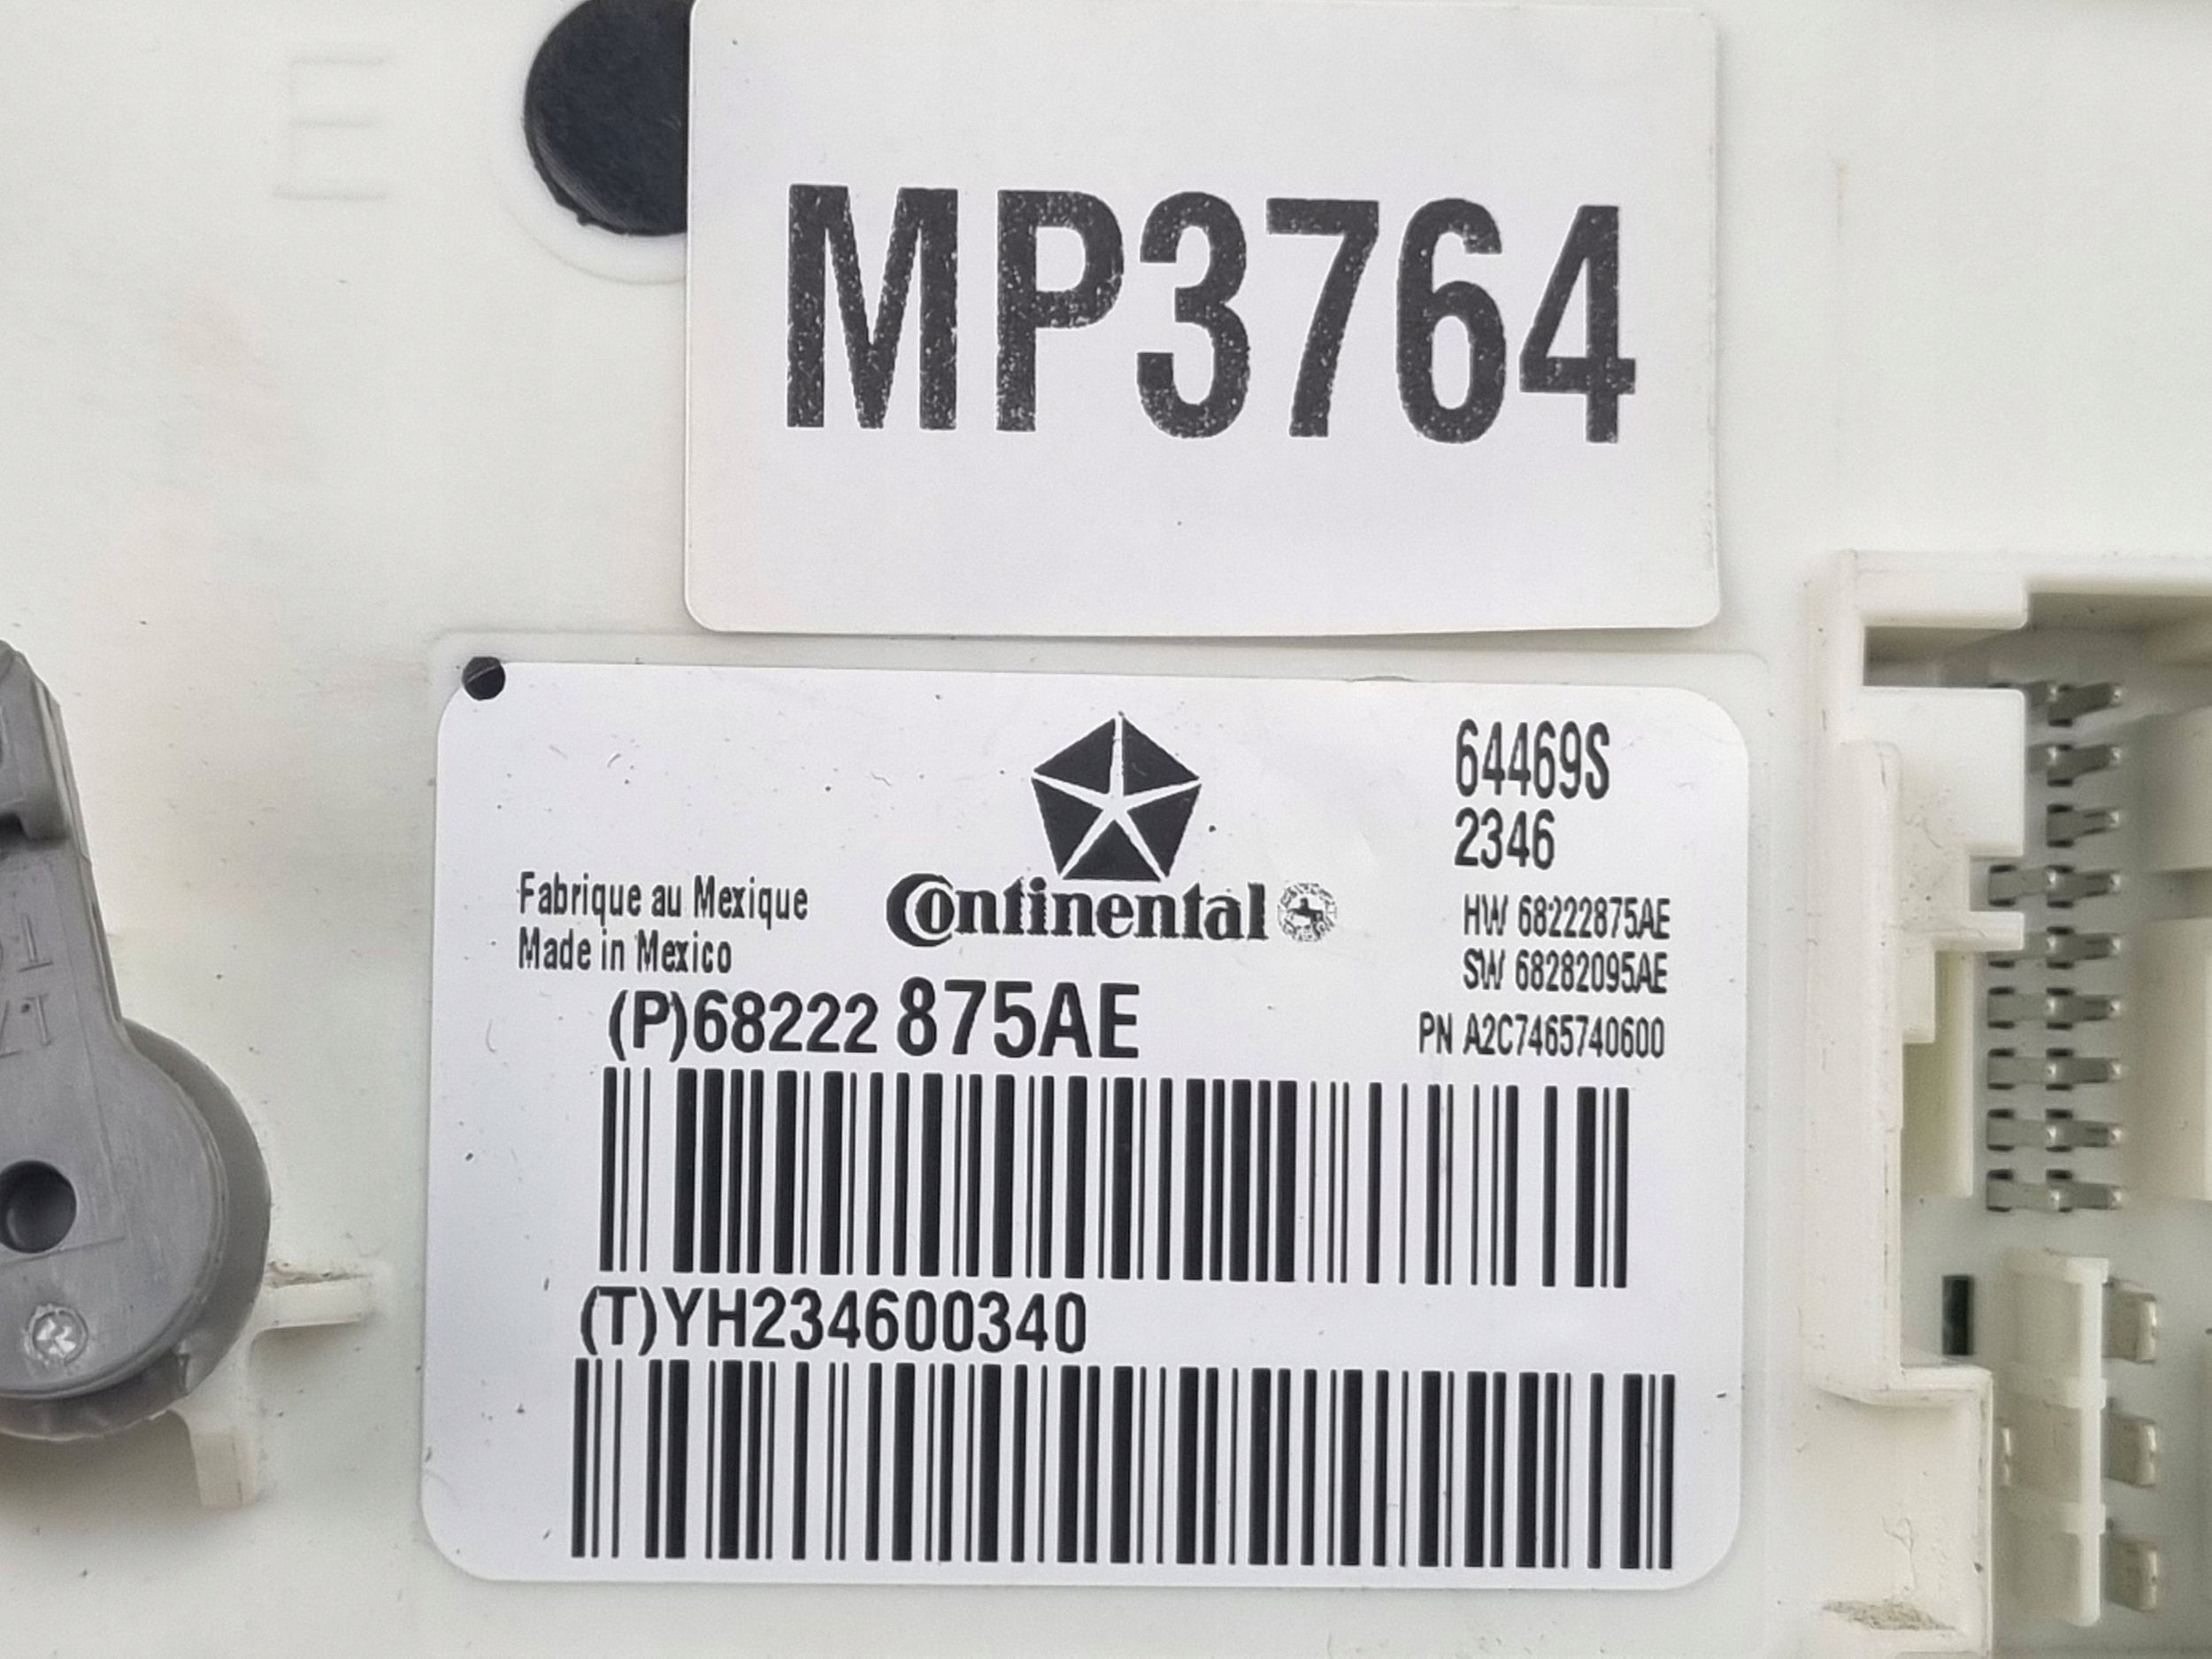 MP3764
64469S
2346
Continental
Fabrique au Mexique
Made in Mexico
HW 68222875AE
SW 68282095AE
(P)68222 875AE
PN A2C7465740600
(T)YH234600340